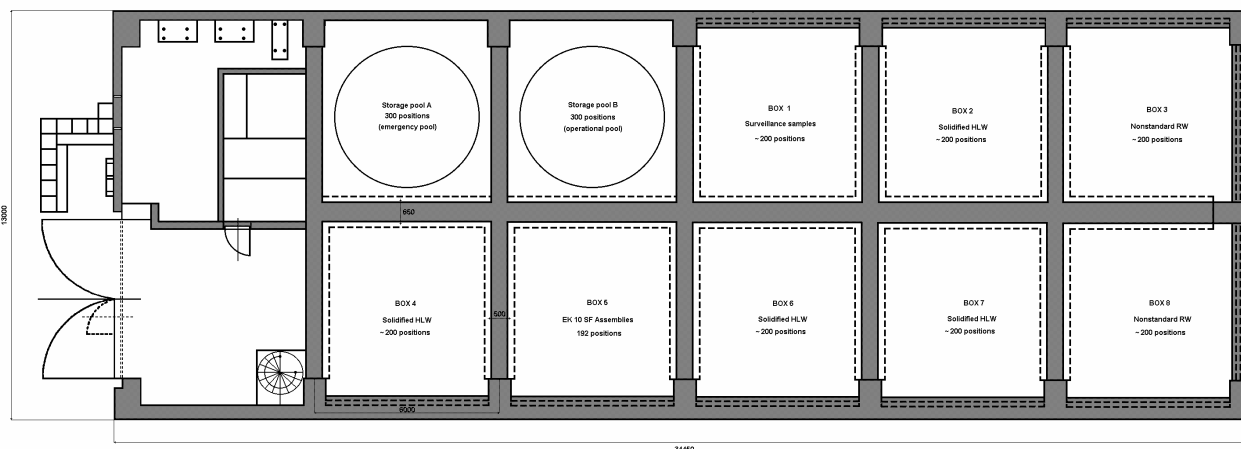 Storage pool A
300 positions
(emergency pool)
Storage pool B
300 positions
(operational pool)
BOX 1
Surveillance samples
~ 200 positions
BOX 2
Solidified HLW
~ 200 positions
BOX 3
Nonstandard RW
~ 200 positions
13000
650
BOX 4
Solidified HLW
~ 200 positions
500
BOX 5
EK 10 SF Assemblies
192 positions
BOX 6
Solidified HLW
~ 200 positions
BOX 7
Solidified HLW
~ 200 positions
BOX 8
Nonstandard RW
~ 200 positions
6000